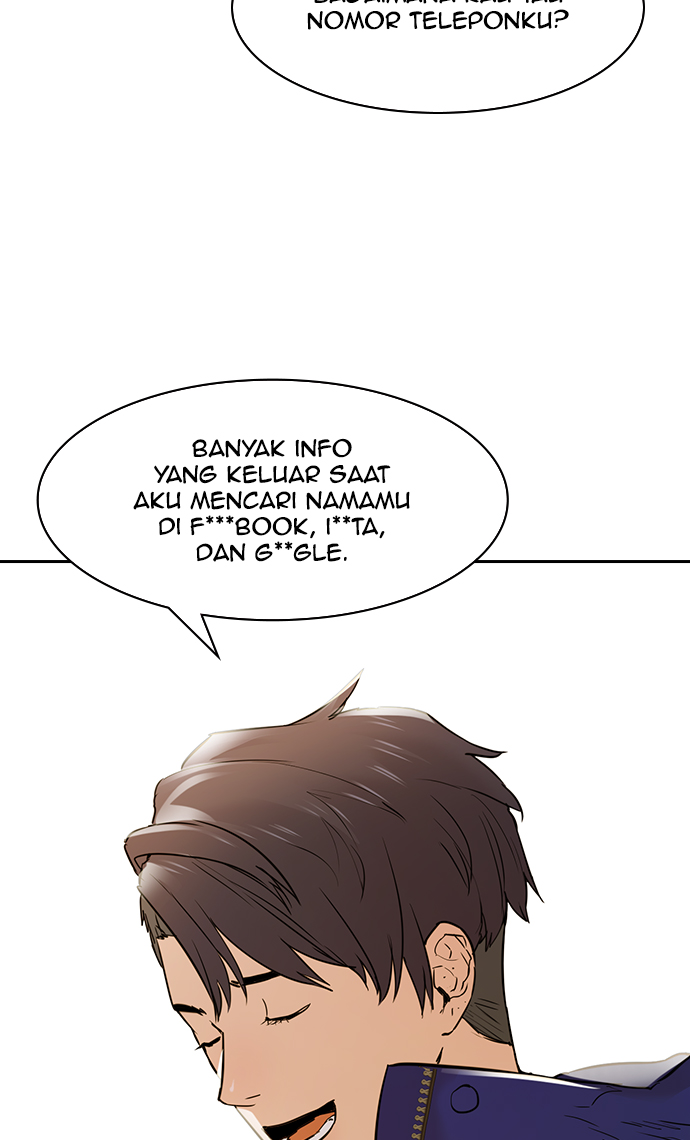 NOMOR TELEPONKU?
BANYAK INFO
YANG KELUAR SAAT
AKU MENCARI NAMAMU
DI F***BOOK, I**TA,
DAN G**GLE.